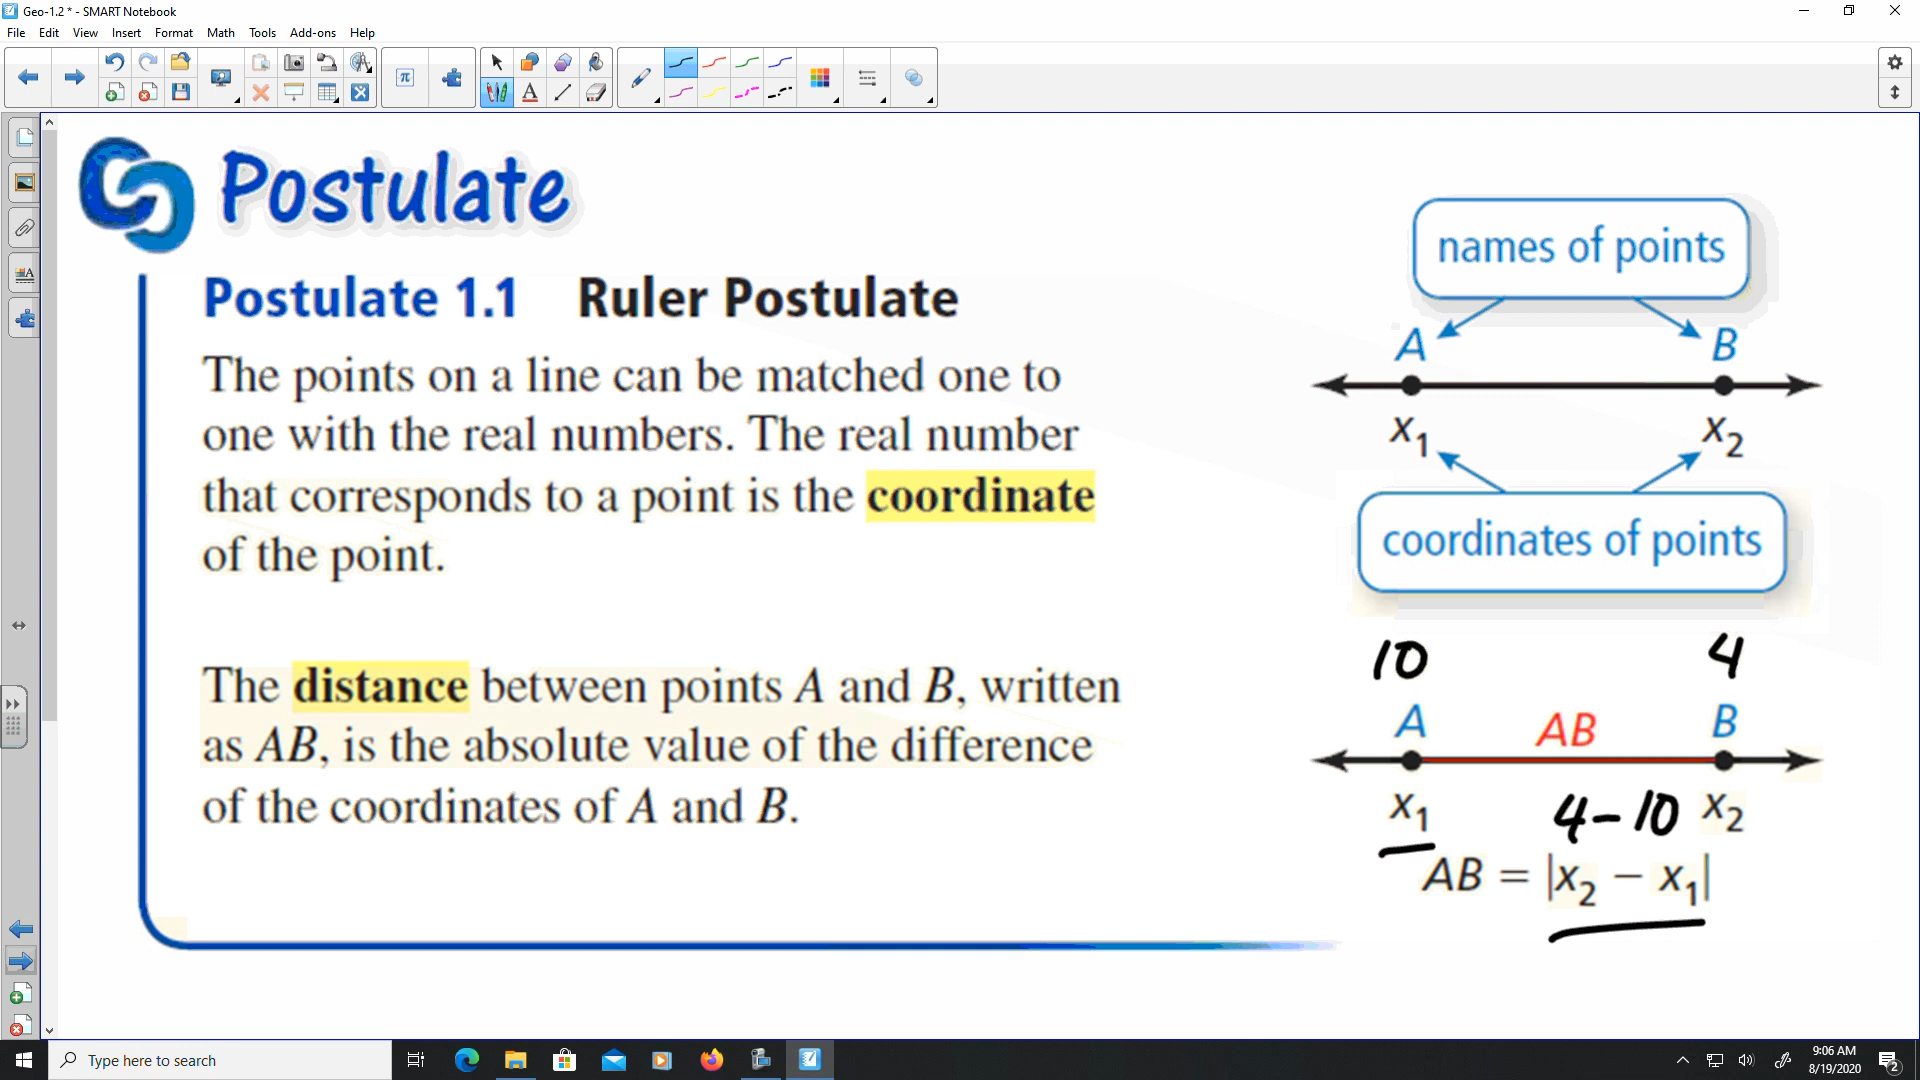 Geo-1.2 * - SMART Notebook
File Edit View Insert Format Math Tools Add-ons Help
Postulate
Postulate 1.1 Ruler Postulate
The points on a line can be matched one to
one with the real numbers. The real number
that corresponds to a point is the coordinate
of the point.
The distance between points A and B, written
as AB, is the absolute value of the difference
of the coordinates of A and B.
names of points
A B
x₁ x₂
coordinates of points
10 4
A AB B
x₁ 4-10 x₂
AB = |x₂ − x₁|
Type here to search
9:06 AM
8/19/2020
2